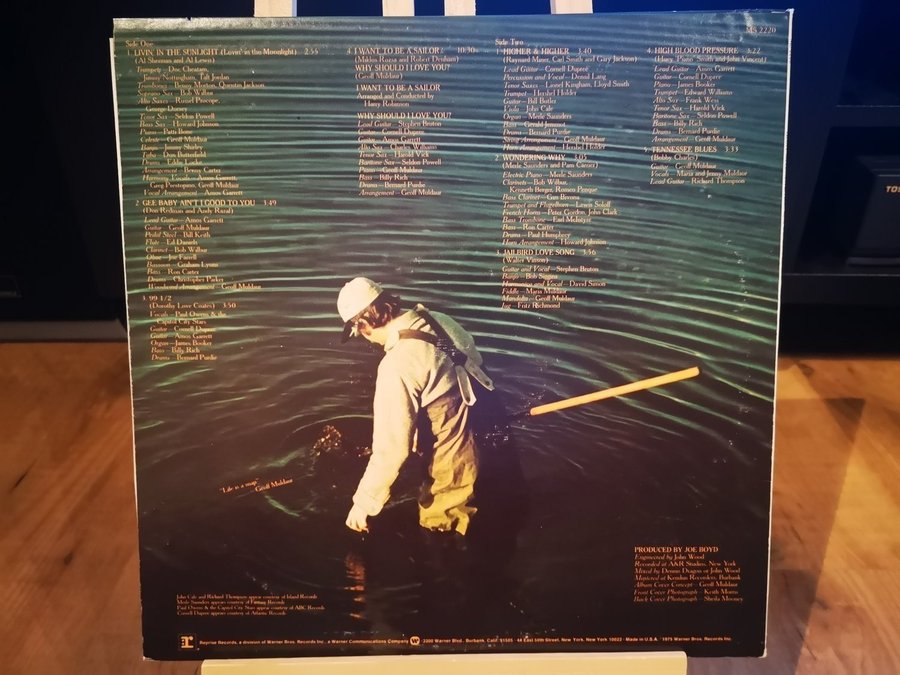 MS 2220
Side One
1. LIVIN' IN THE SUNLIGHT (Lovin' in the Moonlight) 2:55
(Al Sherman and Al Lewis)
Trumpets—Doc Cheatam,
Jimmy Nottingham, Taft Jordan
Trombones—Benny Morton, Quentin Jackson
Soprano Sax—Bob Wilbur
Alto Saxes—Russel Procope,
George Dorsey
Tenor Sax—Seldon Powell
Bass Sax—Howard Johnson
Piano—Patti Bone
Celeste—Geoff Muldaur
Banjo—Jimmy Shirley
Tuba—Don Butterfield
Drums—Eddie Locke
Arrangement—Benny Carter
Harmony Vocals—Amos Garrett,
Greg Prestopino, Geoff Muldaur
Vocal Arrangement—Amos Garrett
2. GEE BABY AIN'T I GOOD TO YOU 3:49
(Don Redman and Andy Razaf)
Lead Guitar—Amos Garrett
Guitar—Geoff Muldaur
Pedal Steel—Bill Keith
Flute—Ed Daniels
Clarinet—Bob Wilbur
Oboe—Joe Farrell
Bassoon—Graham Lyons
Bass—Ron Carter
Drums—Christopher Parker
Woodwind arrangement—Geoff Muldaur
3. 99 1/2
(Dorothy Love Coates) 3:50
Vocals—Paul Owens & the
Capitol City Stars
Guitar—Cornell Dupree
Guitar—Amos Garrett
Organ—James Booker
Bass—Billy Rich
Drums—Bernard Purdie
4. I WANT TO BE A SAILOR / 10:30
(Miklos Rozsa and Robert Denham)
WHY SHOULD I LOVE YOU?
(Geoff Muldaur)
I WANT TO BE A SAILOR
Arranged and Conducted by
Harry Robinson
WHY SHOULD I LOVE YOU?
Lead Guitar—Stephen Bruton
Guitar—Cornell Dupree
Guitar—Amos Garrett
Alto Sax—Charles Williams
Tenor Sax—Harold Vick
Baritone Sax—Seldon Powell
Piano—Geoff Muldaur
Bass—Billy Rich
Drums—Bernard Purdie
Arrangement—Geoff Muldaur
Side Two
1. HIGHER & HIGHER 3:40
(Raynard Miner, Carl Smith and Gary Jackson)
Lead Guitar—Cornell Dupree
Percussion and Vocal—Denial Lang
Tenor Saxes—Lionel Kingham, Lloyd Smith
Trumpet—Hershel Holder
Guitar—Bill Butler
Viola—John Cale
Organ—Merle Saunders
Bass—Gerald Jemmot
Drums—Bernard Purdie
String Arrangement—Geoff Muldaur
Horn Arrangement—Hershel Holder
2. WONDERING WHY 3:05
(Merle Saunders and Pam Carrier)
Electric Piano—Merle Saunders
Clarinets—Bob Wilbur,
Kenneth Berger, Romeo Penque
Bass Clarinet—Gun Bivona
Trumpet and Flugelhorn—Lewis Soloff
French Horns—Peter Gordon, John Clark
Bass Trombone—Earl McIntyre
Bass—Ron Carter
Drums—Paul Humphrey
Horn Arrangement—Howard Johnson
3. JAILBIRD LOVE SONG 3:56
(Walter Vinson)
Guitar and Vocal—Stephen Bruton
Banjo—Bob Siggins
Harmonica and Vocal—David Simon
Fiddle—Maria Muldaur
Mandolin—Geoff Muldaur
Jug—Fritz Richmond
4. HIGH BLOOD PRESSURE 3:22
(Huey Piano Smith and John Vincent)
Lead Guitar—Amos Garrett
Guitar—Cornell Dupree
Piano—James Booker
Trumpet—Edward Williams
Alto Sax—Frank Wess
Tenor Sax—Harold Vick
Baritone Sax—Seldon Powell
Bass—Billy Rich
Drums—Bernard Purdie
Arrangement—Geoff Muldaur
5. TENNESSEE BLUES 3:33
(Bobby Charles)
Guitar—Geoff Muldaur
Vocals—Maria and Jenny Muldaur
Lead Guitar—Richard Thompson
"Life is a map"
—Geoff Muldaur
PRODUCED BY JOE BOYD
Engineered by John Wood
Recorded at A&R Studios, New York
Mixed by Dennis Dragon or John Wood
Mastered at Kendun Recorders, Burbank
Album Cover Concept—Geoff Muldaur
Front Cover Photograph—Keith Morris
Back Cover Photograph—Sheila Mooney
John Cale and Richard Thompson appear courtesy of Island Records
Merle Saunders appears courtesy of Fantasy Records
Paul Owens & the Capitol City Stars appear courtesy of ABC Records
Cornell Dupree appears courtesy of Atlantic Records
Reprise Records, a division of Warner Bros. Records Inc., a Warner Communications Company 3300 Warner Blvd., Burbank, Calif. 91505 · 44 East 50th Street, New York, New York 10022 · Made in U.S.A. 1975 Warner Bros. Records Inc.